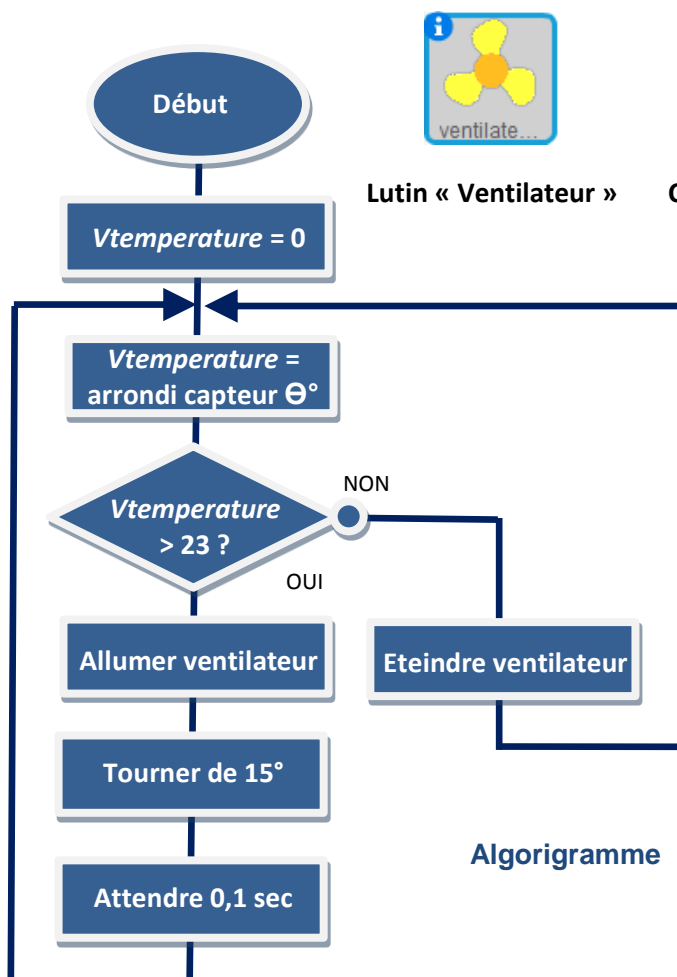 Début
ventilate...
Lutin « Ventilateur »
Vtemperature = 0
Vtemperature =
arrondi capteur Ɵ°
Vtemperature
> 23 ?
NON
OUI
Allumer ventilateur
Eteindre ventilateur
Tourner de 15°
Attendre 0,1 sec
Algorigramme